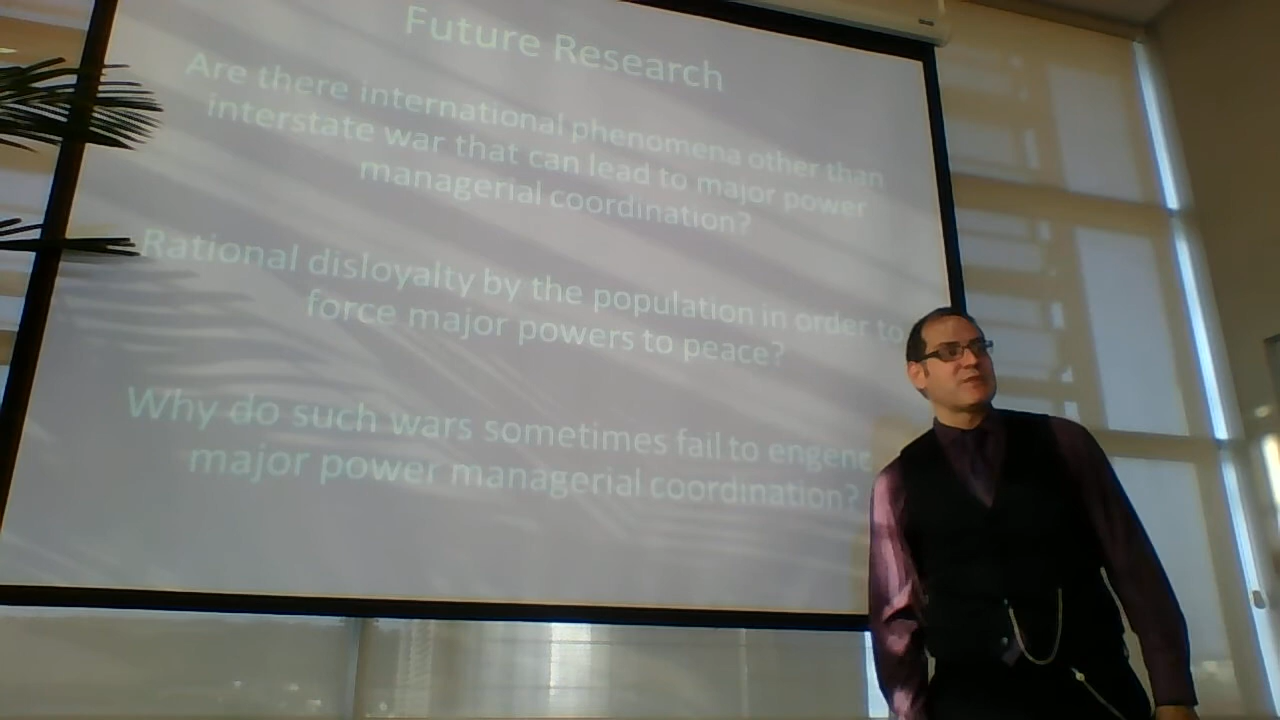 Future Research
Are there international phenomena other than
interstate war that can lead to major power
managerial coordination?
Rational disloyalty by the population in order to
force major powers to peace?
Why do such wars sometimes fail to
major power managerial coordination?